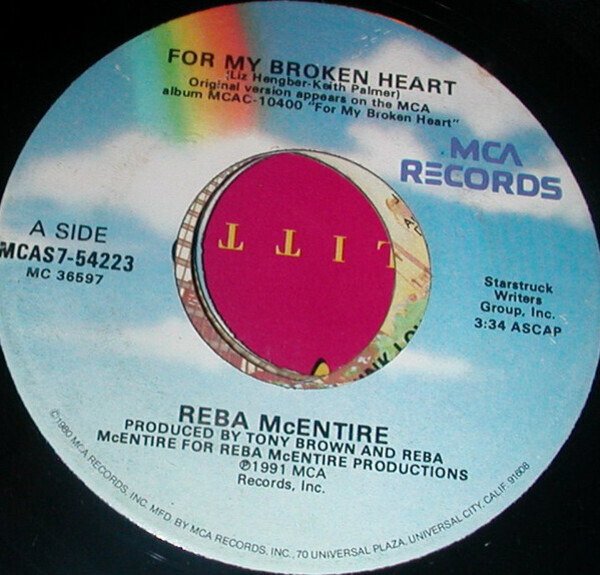 FOR MY BROKEN HEART
(Liz Hengber-Keith Palmer)
Original version appears on the MCA
album MCAC-10400 "For My Broken Heart"
MCA
RECORDS
A SIDE
MCAS7-54223
MC 36597
Starstruck
Writers
Group, Inc.
3:34 ASCAP
LITT
REBA McENTIRE
PRODUCED BY TONY BROWN AND REBA
McENTIRE FOR REBA McENTIRE PRODUCTIONS
℗1991 MCA
Records, Inc.
©1980 MCA RECORDS, INC. MFD. BY MCA RECORDS, INC., 70 UNIVERSAL PLAZA, UNIVERSAL CITY, CALIF. 91608